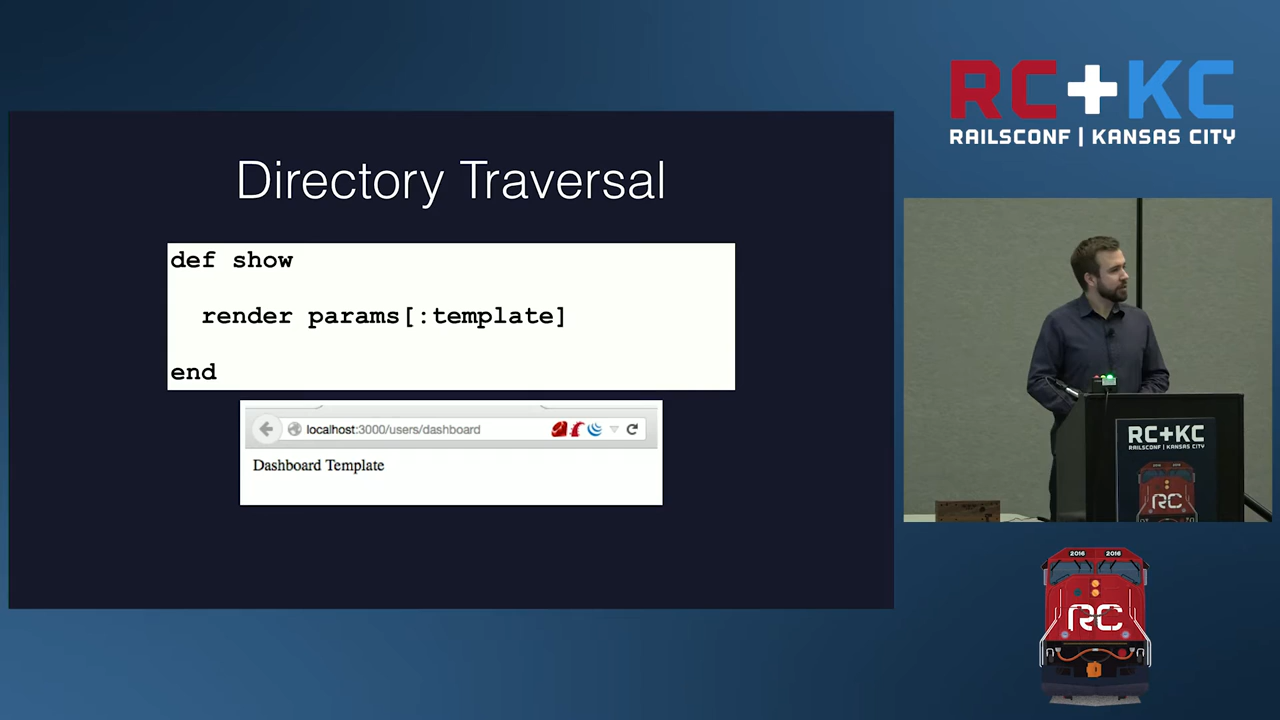 RC+KC
RAILSCONF | KANSAS CITY
Directory Traversal
def show
render params[:template]
end
localhost:3000/users/dashboard
Dashboard Template
RC+KC
RAILSCONF | KANSAS CITY
RC
2016 2016
RC